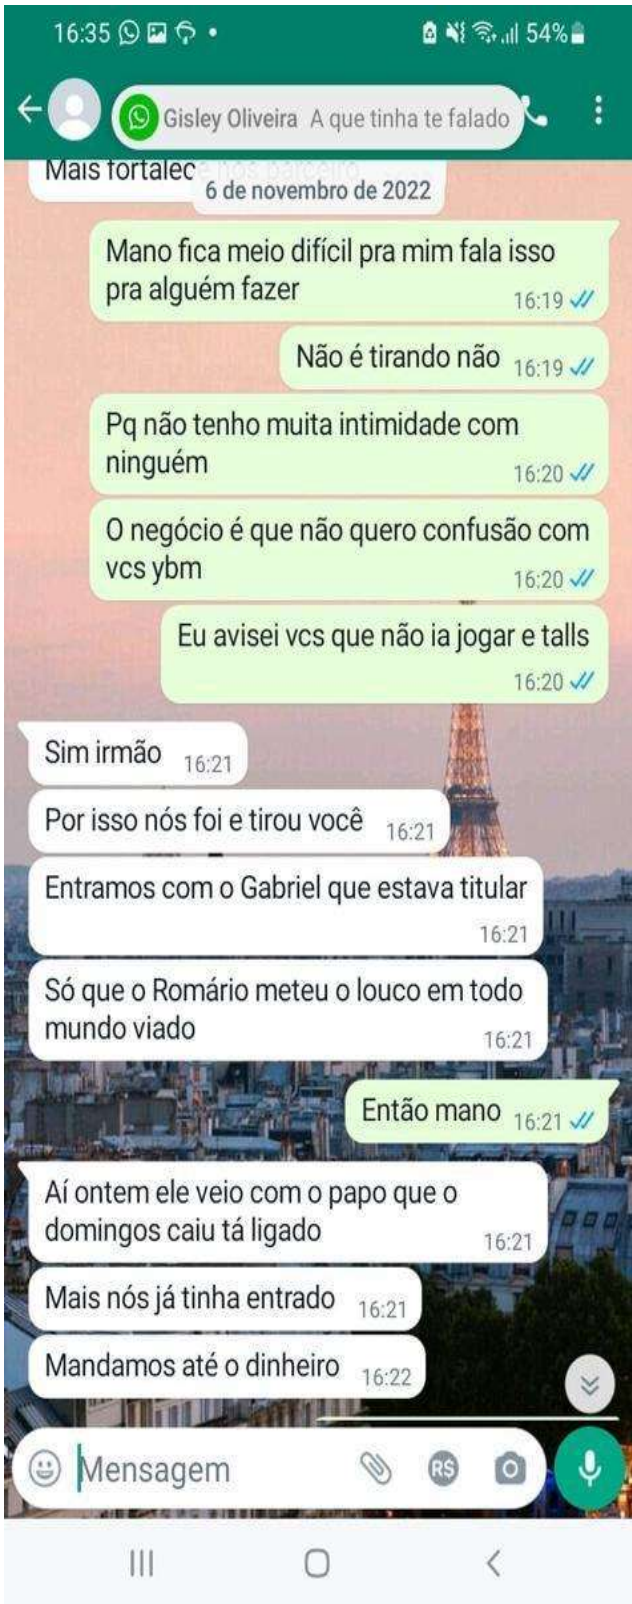 16:35
54%
Gisley Oliveira A que tinha te falado
Mais fortalece nós parceiro
6 de novembro de 2022
Mano fica meio difícil pra mim fala isso
pra alguém fazer
16:19
Não é tirando não 16:19
Pq não tenho muita intimidade com
ninguém
16:20
O negócio é que não quero confusão com
vcs ybm
16:20
Eu avisei vcs que não ia jogar e talls
16:20
Sim irmão 16:21
Por isso nós foi e tirou você 16:21
Entramos com o Gabriel que estava titular
16:21
Só que o Romário meteu o louco em todo
mundo viado
16:21
Então mano 16:21
Aí ontem ele veio com o papo que o
domingos caiu tá ligado
16:21
Mais nós já tinha entrado 16:21
Mandamos até o dinheiro 16:22
Mensagem
R$